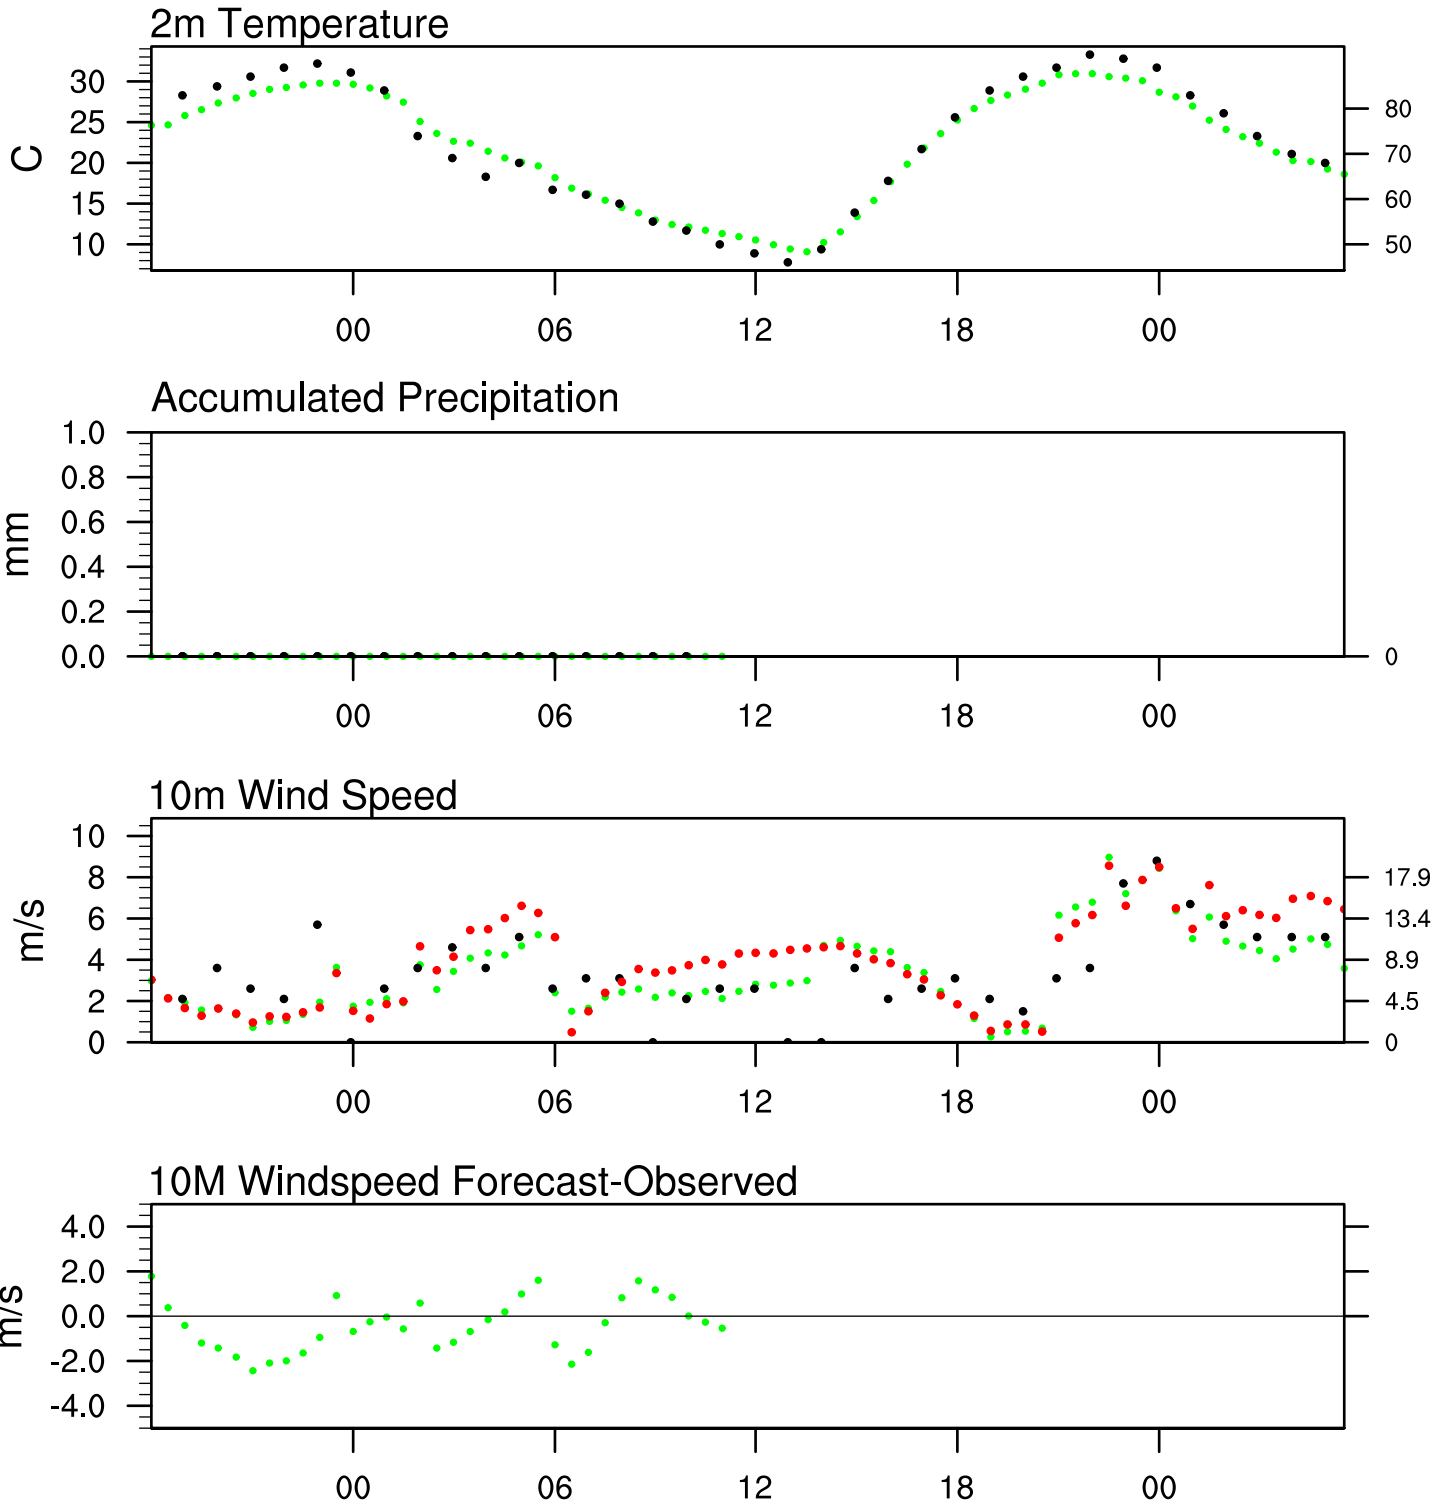 2m Temperature
30
25
20
15
10
C
80
70
60
50
00 06 12 18 00
Accumulated Precipitation
1.0
0.8
0.6
0.4
0.2
0.0
mm
0
00 06 12 18 00
10m Wind Speed
10
8
6
4
2
0
m/s
17.9
13.4
8.9
4.5
0
00 06 12 18 00
10M Windspeed Forecast-Observed
4.0
2.0
0.0
-2.0
-4.0
m/s
00 06 12 18 00